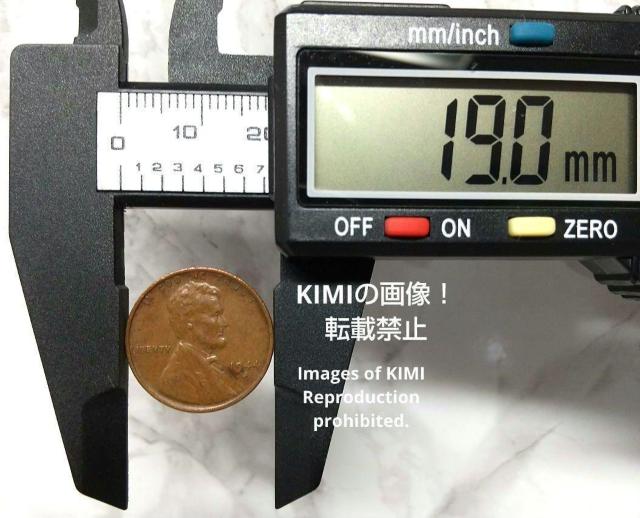 mm/inch
19.0 mm
0 10 20
1 2 3 4 5 6 7
OFF ON ZERO
KIMIの画像！
転載禁止
Images of KIMI
Reproduction
prohibited.
LIBERTY